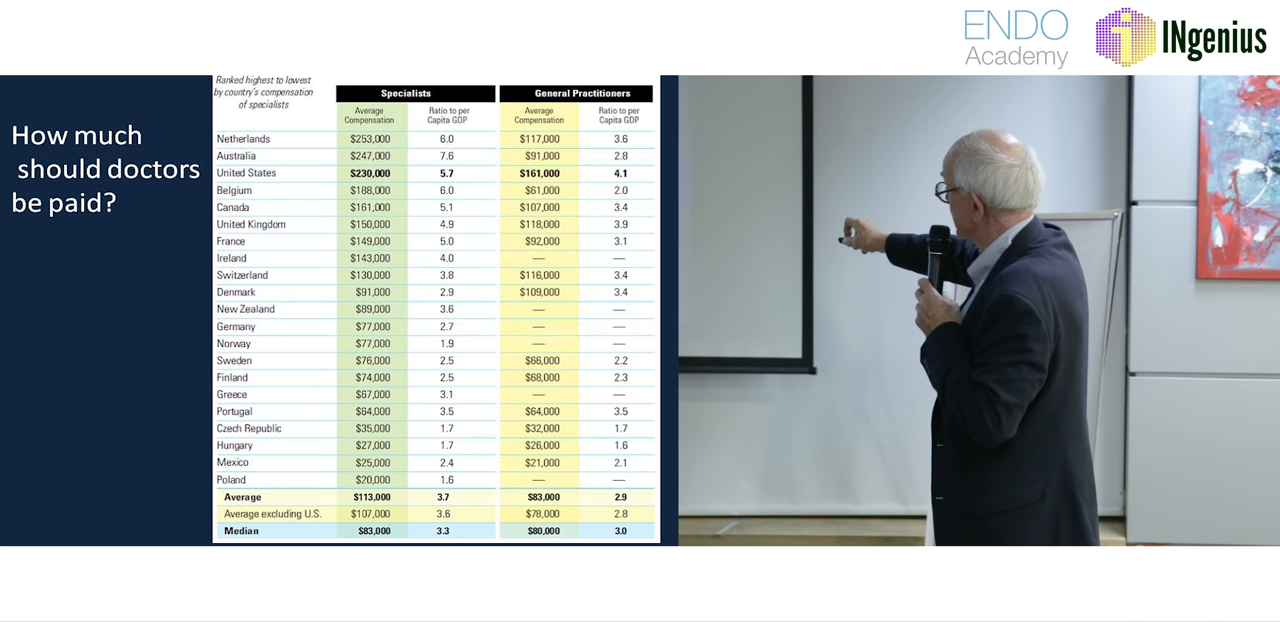 ENDO
Academy
INgenius
How much
should doctors
be paid?
Ranked highest to lowest
by country's compensation
of specialists
Specialists General Practitioners
Average Compensation Ratio to per Capita GDP Average Compensation Ratio to per Capita GDP
Netherlands $253,000 6.0 $117,000 3.6
Australia $247,000 7.6 $91,000 2.8
United States $230,000 5.7 $161,000 4.1
Belgium $188,000 6.0 $61,000 2.0
Canada $161,000 5.1 $107,000 3.4
United Kingdom $150,000 4.9 $118,000 3.9
France $149,000 5.0 $92,000 3.1
Ireland $143,000 4.0 — —
Switzerland $130,000 3.8 $116,000 3.4
Denmark $91,000 2.9 $109,000 3.4
New Zealand $89,000 3.6 — —
Germany $77,000 2.7 — —
Norway $77,000 1.9 — —
Sweden $76,000 2.5 $66,000 2.2
Finland $74,000 2.5 $68,000 2.3
Greece $67,000 3.1 — —
Portugal $64,000 3.5 $64,000 3.5
Czech Republic $35,000 1.7 $32,000 1.7
Hungary $27,000 1.7 $26,000 1.6
Mexico $25,000 2.4 $21,000 2.1
Poland $20,000 1.6 — —
Average $113,000 3.7 $83,000 2.9
Average excluding U.S. $107,000 3.6 $78,000 2.8
Median $83,000 3.3 $80,000 3.0